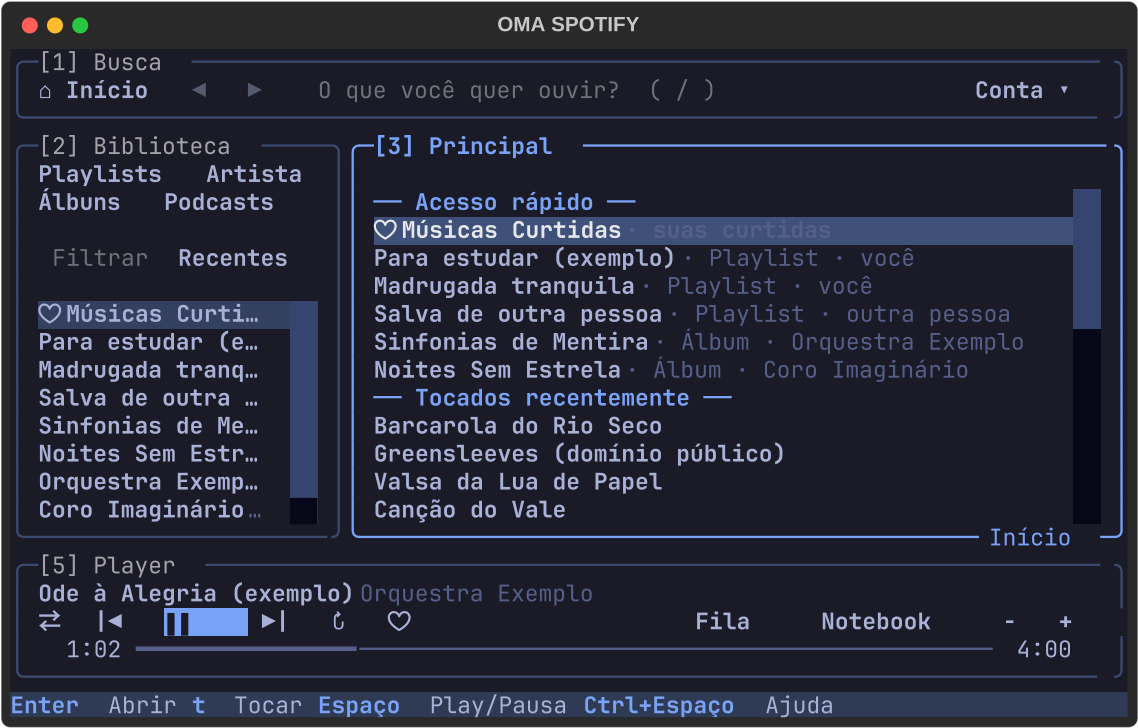 OMA SPOTIFY
[1] Busca
⌂ Início ◀ ▶ O que você quer ouvir? ( / ) Conta ▾
[2] Biblioteca
Playlists Artista
Álbuns Podcasts
Filtrar Recentes
♡Músicas Curti…
Para estudar (e…
Madrugada tranq…
Salva de outra …
Sinfonias de Me…
Noites Sem Estr…
Orquestra Exemp…
Coro Imaginário…
[3] Principal
── Acesso rápido ──
♡Músicas Curtidas · suas curtidas
Para estudar (exemplo) · Playlist · você
Madrugada tranquila · Playlist · você
Salva de outra pessoa · Playlist · outra pessoa
Sinfonias de Mentira · Álbum · Orquestra Exemplo
Noites Sem Estrela · Álbum · Coro Imaginário
── Tocados recentemente ──
Barcarola do Rio Seco
Greensleeves (domínio público)
Valsa da Lua de Papel
Canção do Vale
Início
[5] Player
Ode à Alegria (exemplo) Orquestra Exemplo
Fila Notebook - +
1:02 4:00
Enter Abrir t Tocar Espaço Play/Pausa Ctrl+Espaço Ajuda